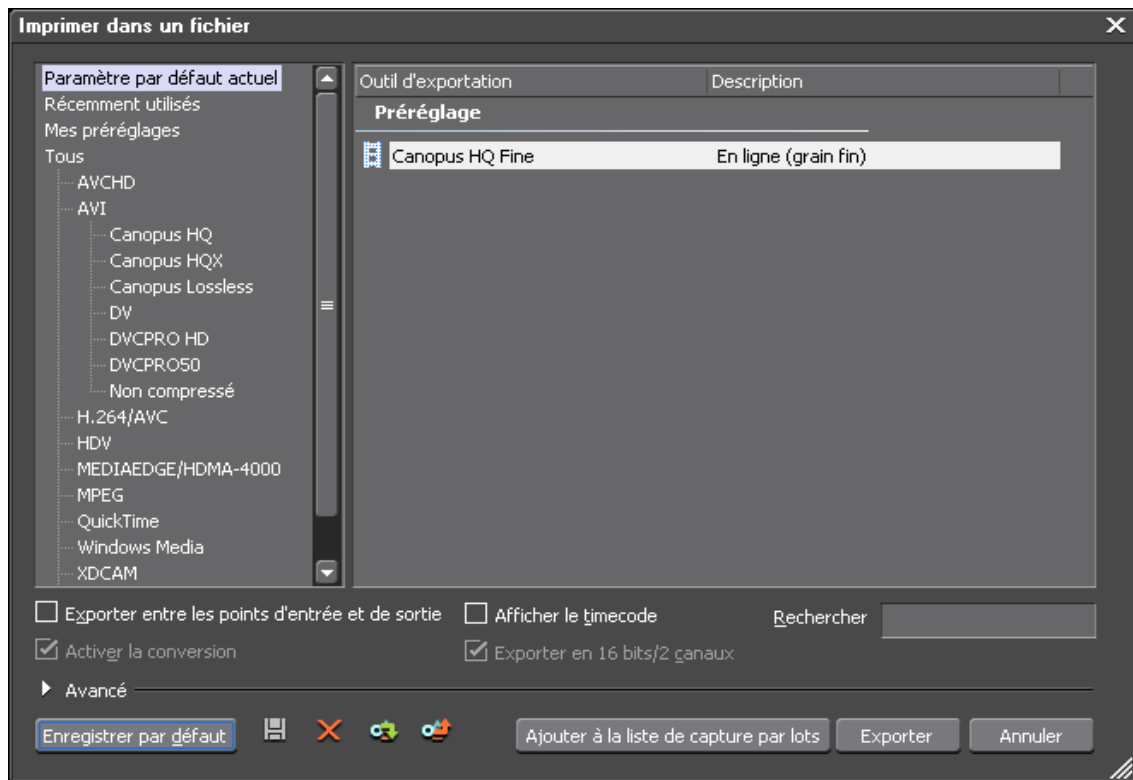 Imprimer dans un fichier
Paramètre par défaut actuel
Récemment utilisés
Mes préréglages
Tous
AVCHD
AVI
Canopus HQ
Canopus HQX
Canopus Lossless
DV
DVCPRO HD
DVCPRO50
Non compressé
H.264/AVC
HDV
MEDIAEDGE/HDMA-4000
MPEG
QuickTime
Windows Media
XDCAM
Outil d'exportation Description
Préréglage
Canopus HQ Fine En ligne (grain fin)
Exporter entre les points d'entrée et de sortie Afficher le timecode Rechercher
Activer la conversion Exporter en 16 bits/2 canaux
Avancé
Enregistrer par défaut Ajouter à la liste de capture par lots Exporter Annuler